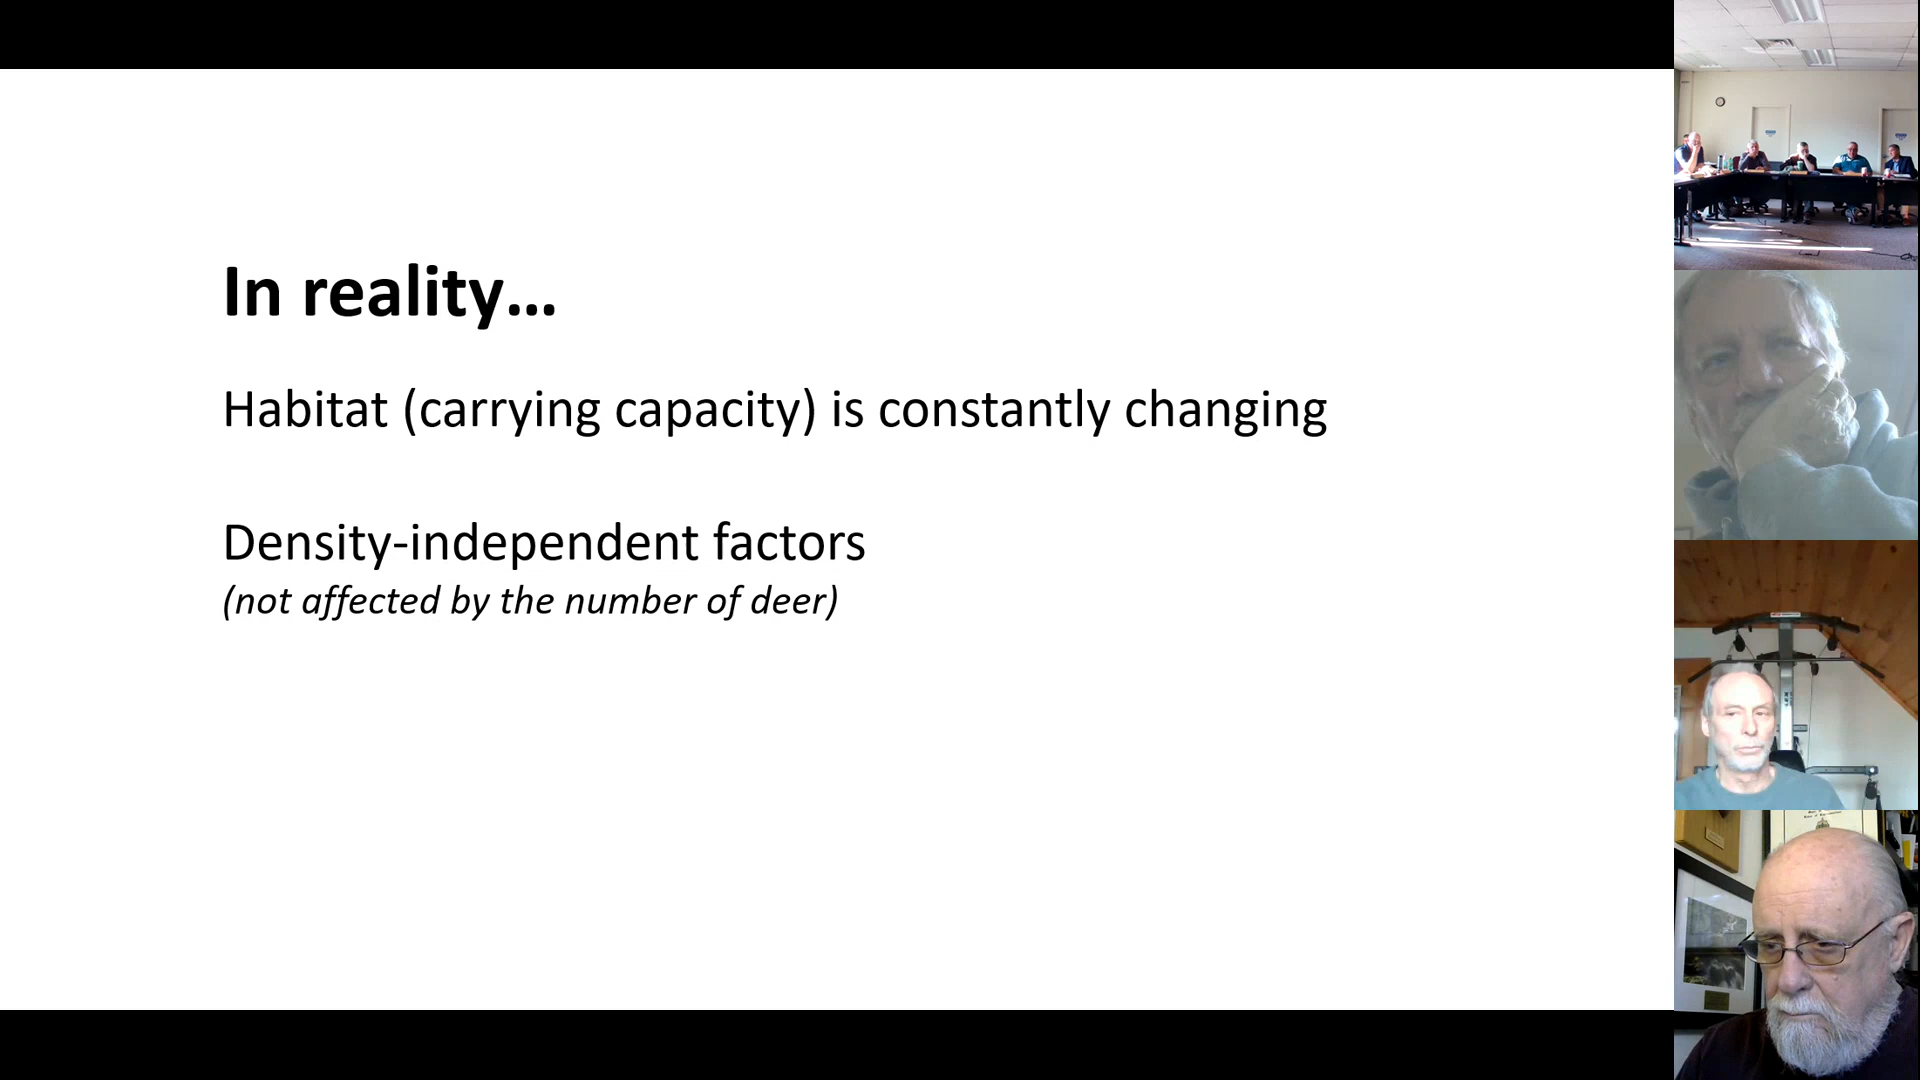 In reality...
Habitat (carrying capacity) is constantly changing
Density-independent factors
(not affected by the number of deer)